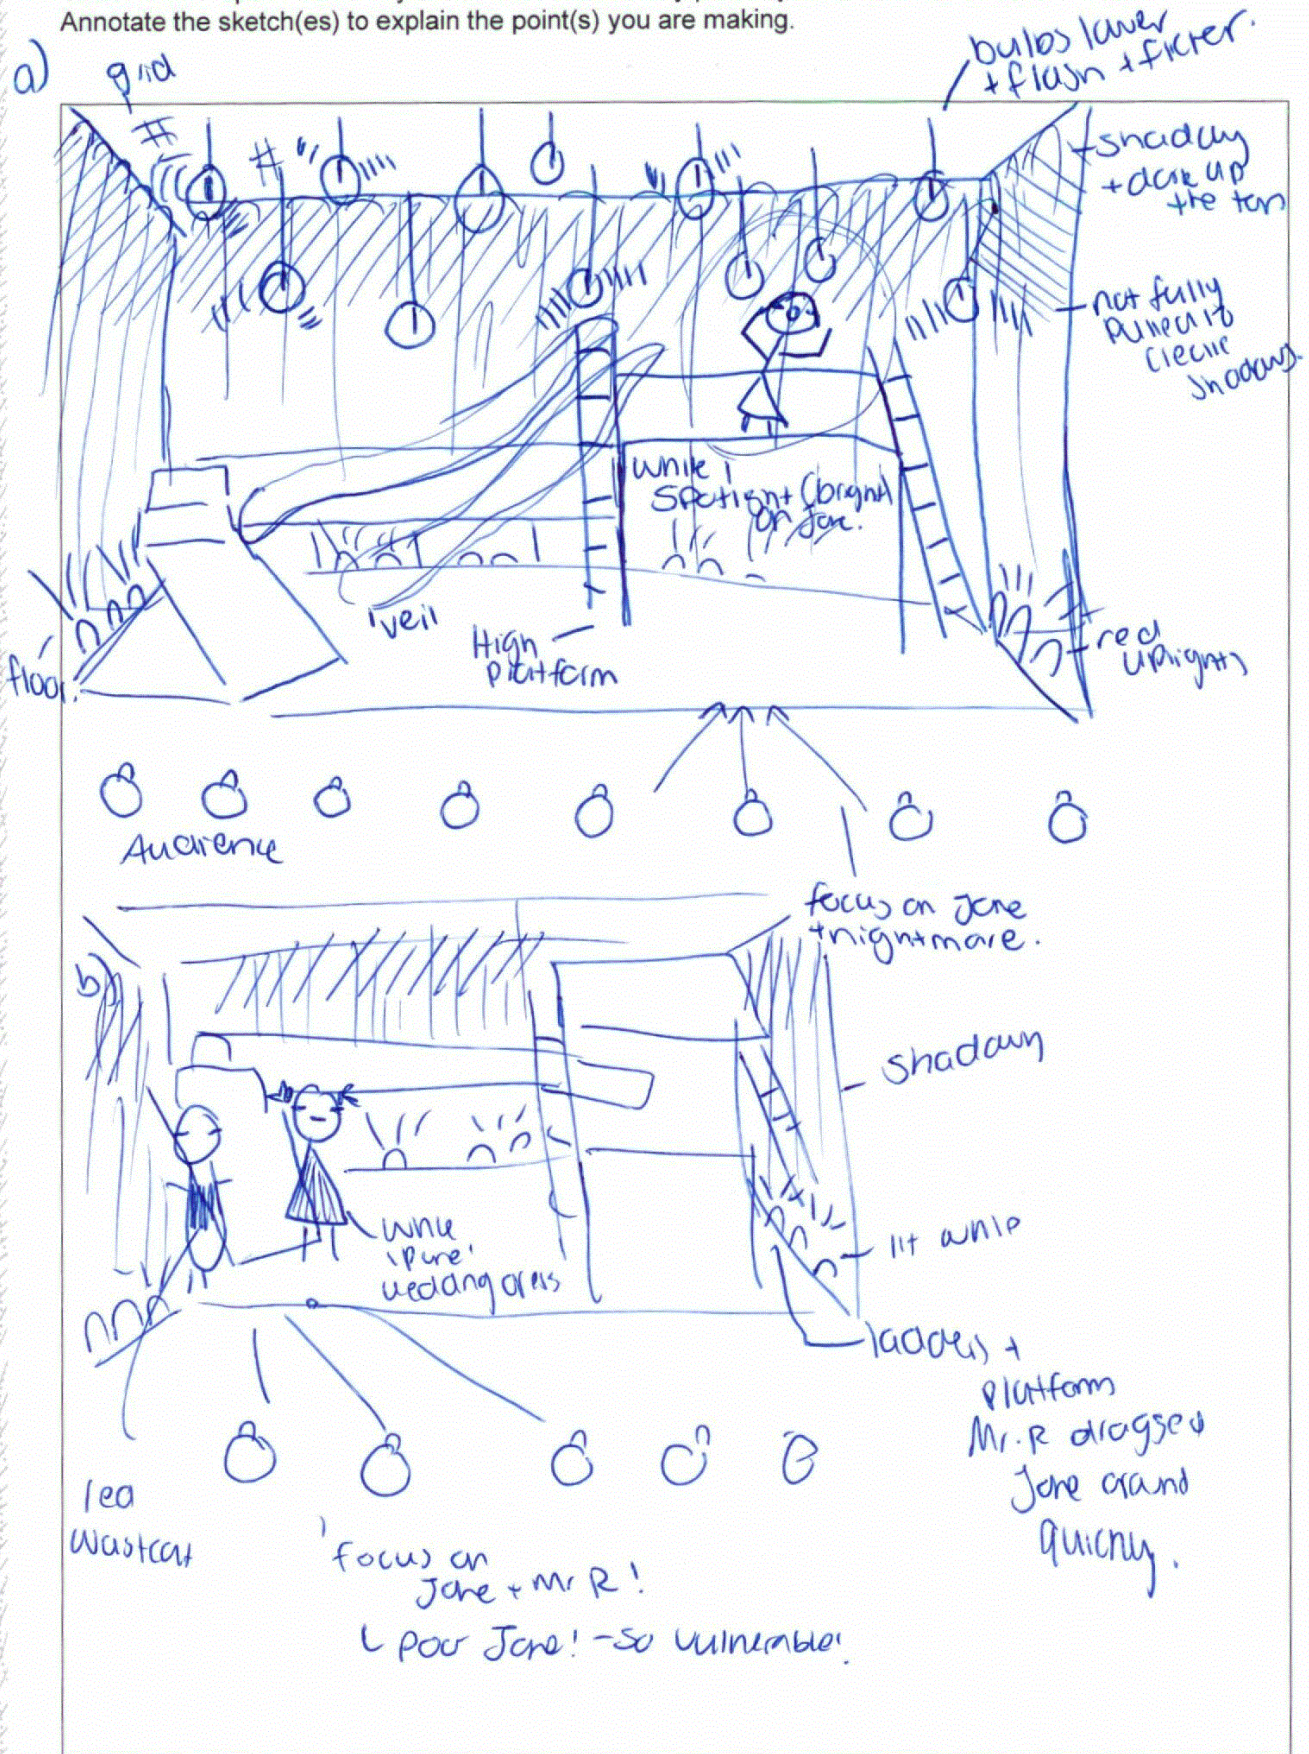 Annotate the sketch(es) to explain the point(s) you are making.
a)
grid
bulbs lower
+ flash + flicker.
shadowy
+ dark up
the top
not fully
pulled to
create
shadows.
white
spotlight (bright)
on Jane.
'veil
High
platform
floor.
red
uplights
Audience
focus on Jane
+ nightmare.
b)
shadowy
white
'pure'
wedding dress
lit white
ladders +
platform
Mr. R dragged
Jane around
quickly.
red
waistcoat
focus on
Jane + Mr R!
poor Jane! - so vulnerable!